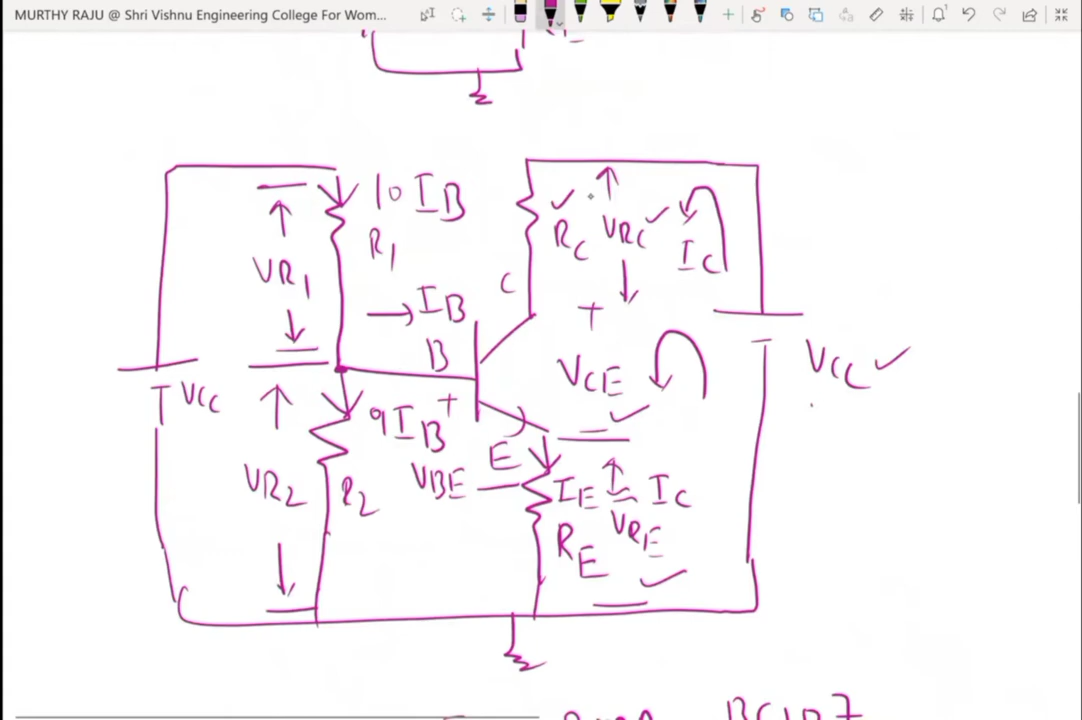 MURTHY RAJU @ Shri Vishnu Engineering College For Wom...
10 IB
R1
VR1
RC VRC
IC
C
IB
B
+
VCC
VCE
VCC
+
9IB
VBE
E
VR2
R2
IE IC
VRE
RE
BC107